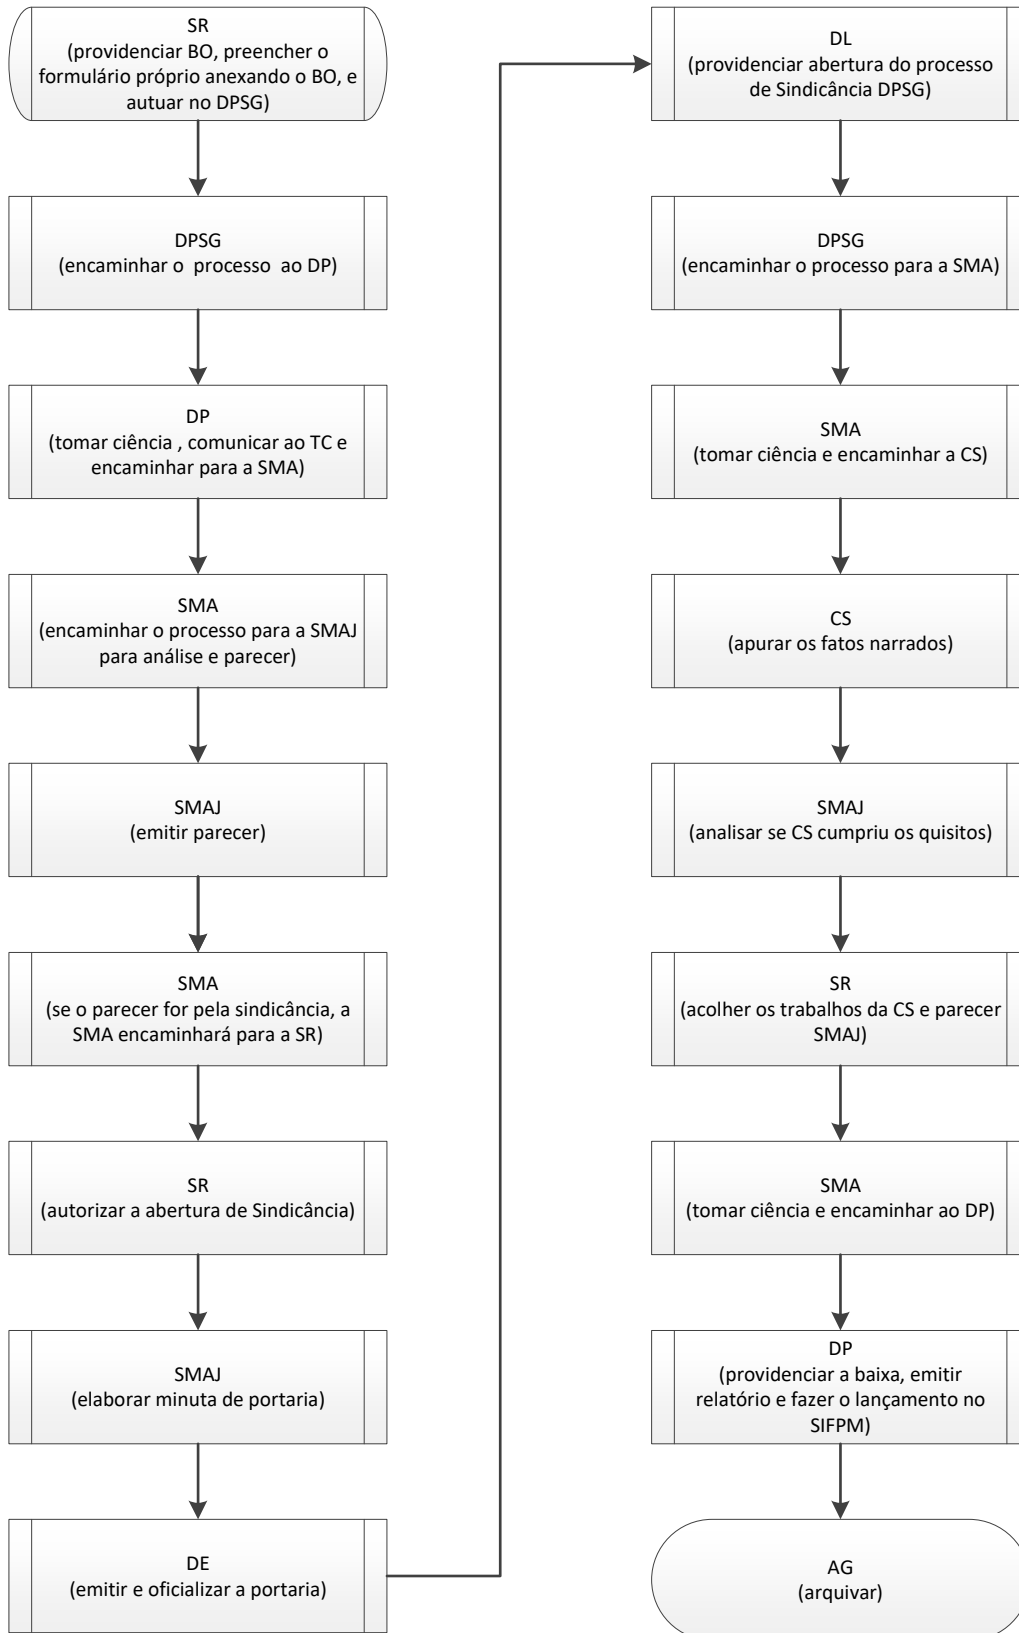 SR
(providenciar BO, preencher o
formulário próprio anexando o BO, e
autuar no DPSG)
DPSG
(encaminhar o processo ao DP)
DP
(tomar ciência , comunicar ao TC e
encaminhar para a SMA)
SMA
(encaminhar o processo para a SMAJ
para análise e parecer)
SMAJ
(emitir parecer)
SMA
(se o parecer for pela sindicância, a
SMA encaminhará para a SR)
SR
(autorizar a abertura de Sindicância)
SMAJ
(elaborar minuta de portaria)
DE
(emitir e oficializar a portaria)
DL
(providenciar abertura do processo
de Sindicância DPSG)
DPSG
(encaminhar o processo para a SMA)
SMA
(tomar ciência e encaminhar a CS)
CS
(apurar os fatos narrados)
SMAJ
(analisar se CS cumpriu os quisitos)
SR
(acolher os trabalhos da CS e parecer
SMAJ)
SMA
(tomar ciência e encaminhar ao DP)
DP
(providenciar a baixa, emitir
relatório e fazer o lançamento no
SIFPM)
AG
(arquivar)